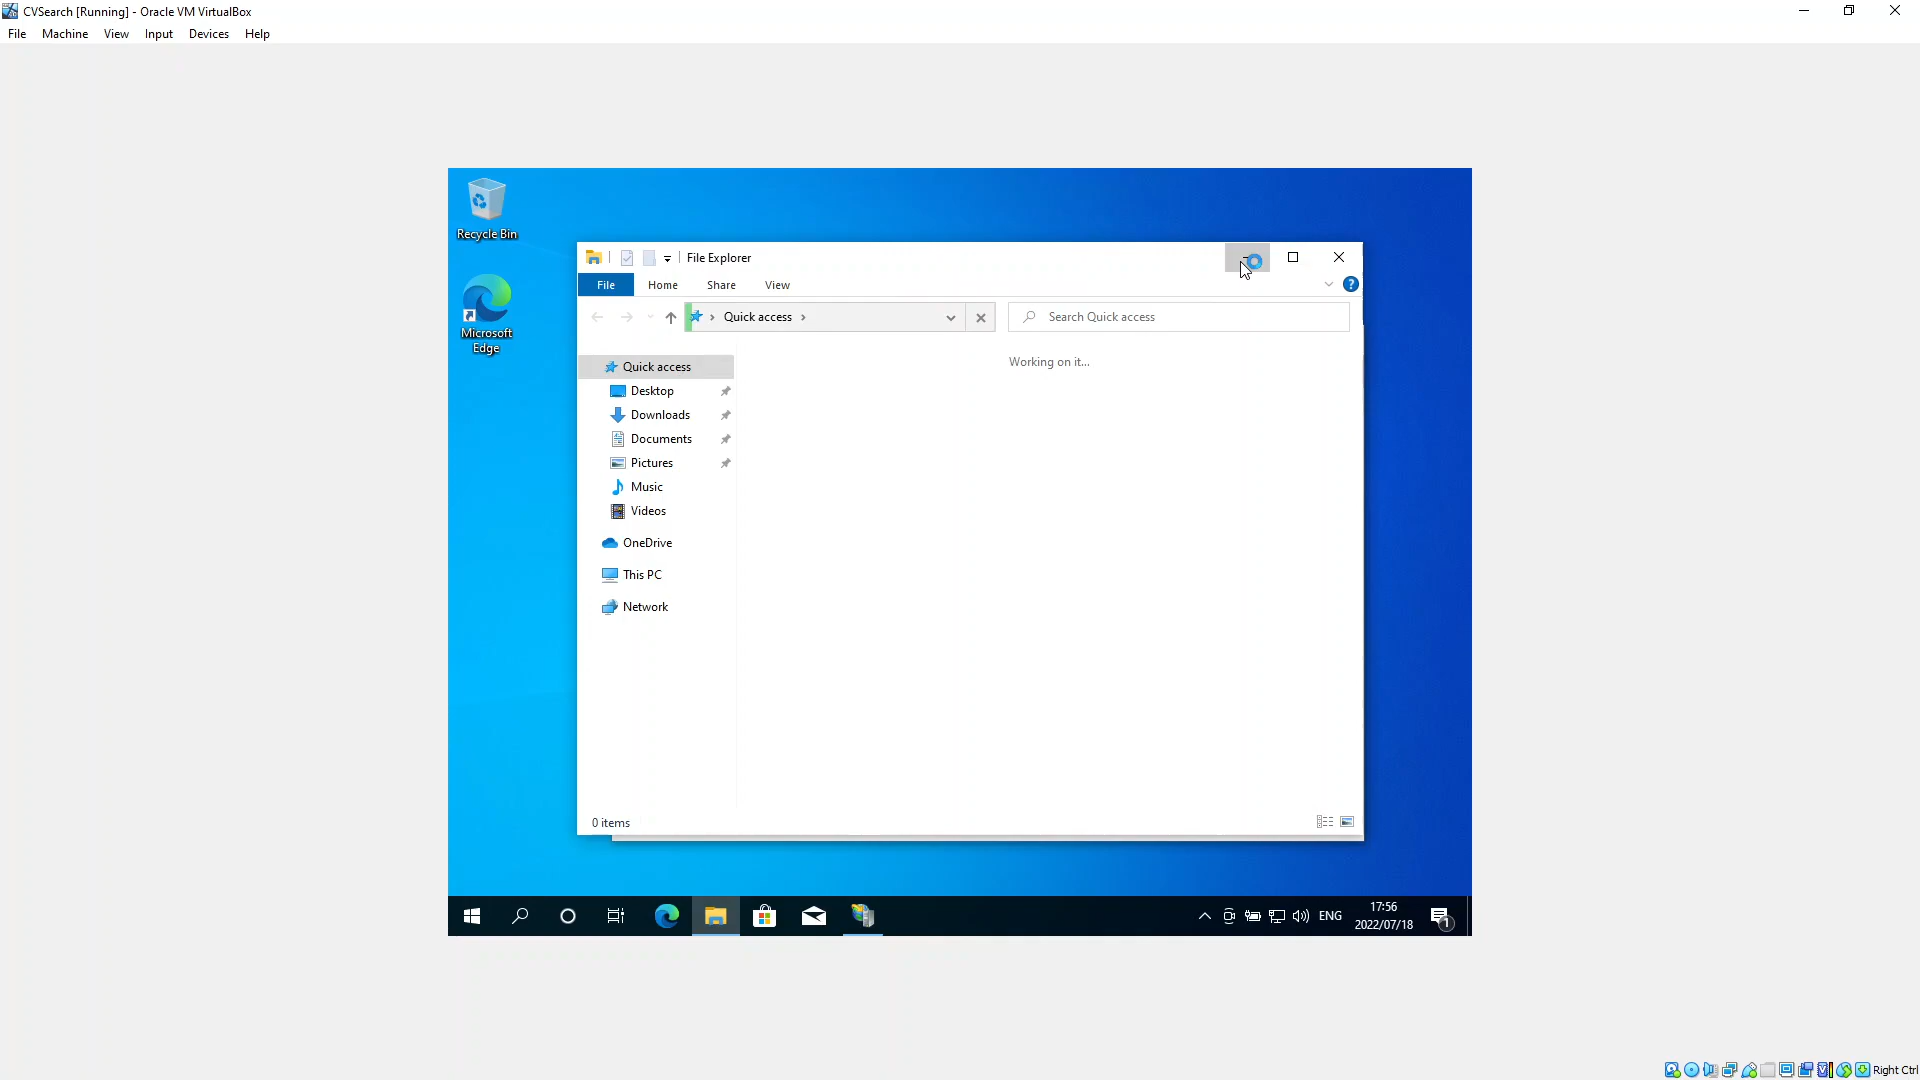 CVSearch [Running] - Oracle VM VirtualBox
File Machine View Input Devices Help
Recycle Bin
Microsoft
Edge
File Explorer
File Home Share View
Quick access
Search Quick access
Working on it...
Quick access
Desktop
Downloads
Documents
Pictures
Music
Videos
OneDrive
This PC
Network
0 items
ENG
17:56
2022/07/18
1
Right Ctrl